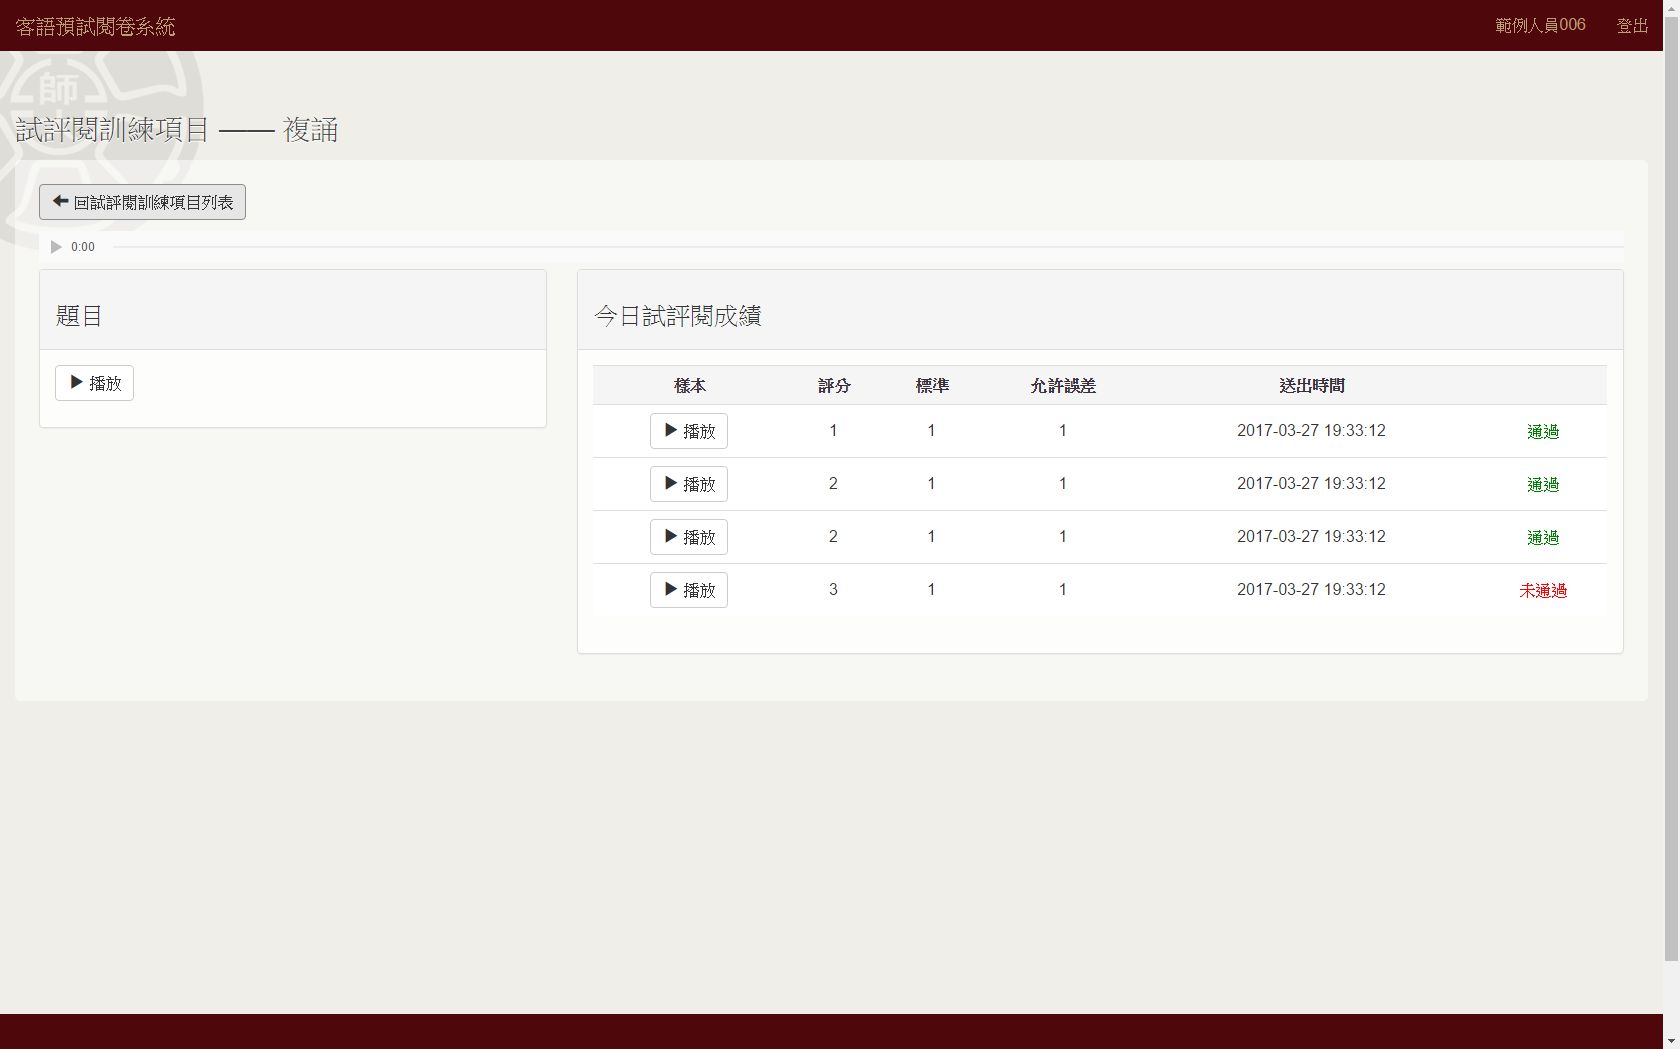 客語預試閱卷系統 範例人員006 登出
師
試評閱訓練項目 —— 複誦
回試評閱訓練項目列表
0:00
題目
播放
今日試評閱成績
樣本 評分 標準 允許誤差 送出時間
播放 1 1 1 2017-03-27 19:33:12 通過
播放 2 1 1 2017-03-27 19:33:12 通過
播放 2 1 1 2017-03-27 19:33:12 通過
播放 3 1 1 2017-03-27 19:33:12 未通過